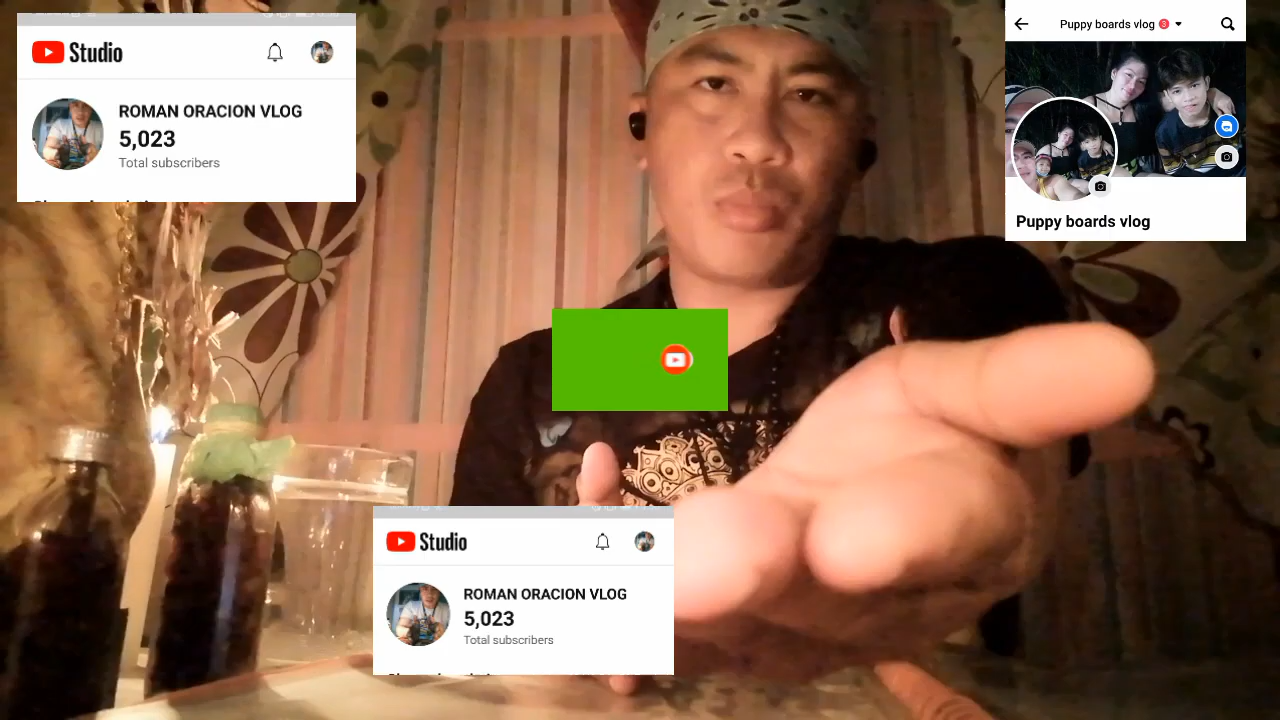 Studio
ROMAN ORACION VLOG
5,023
Total subscribers
Puppy boards vlog 3
Puppy boards vlog
Studio
ROMAN ORACION VLOG
5,023
Total subscribers